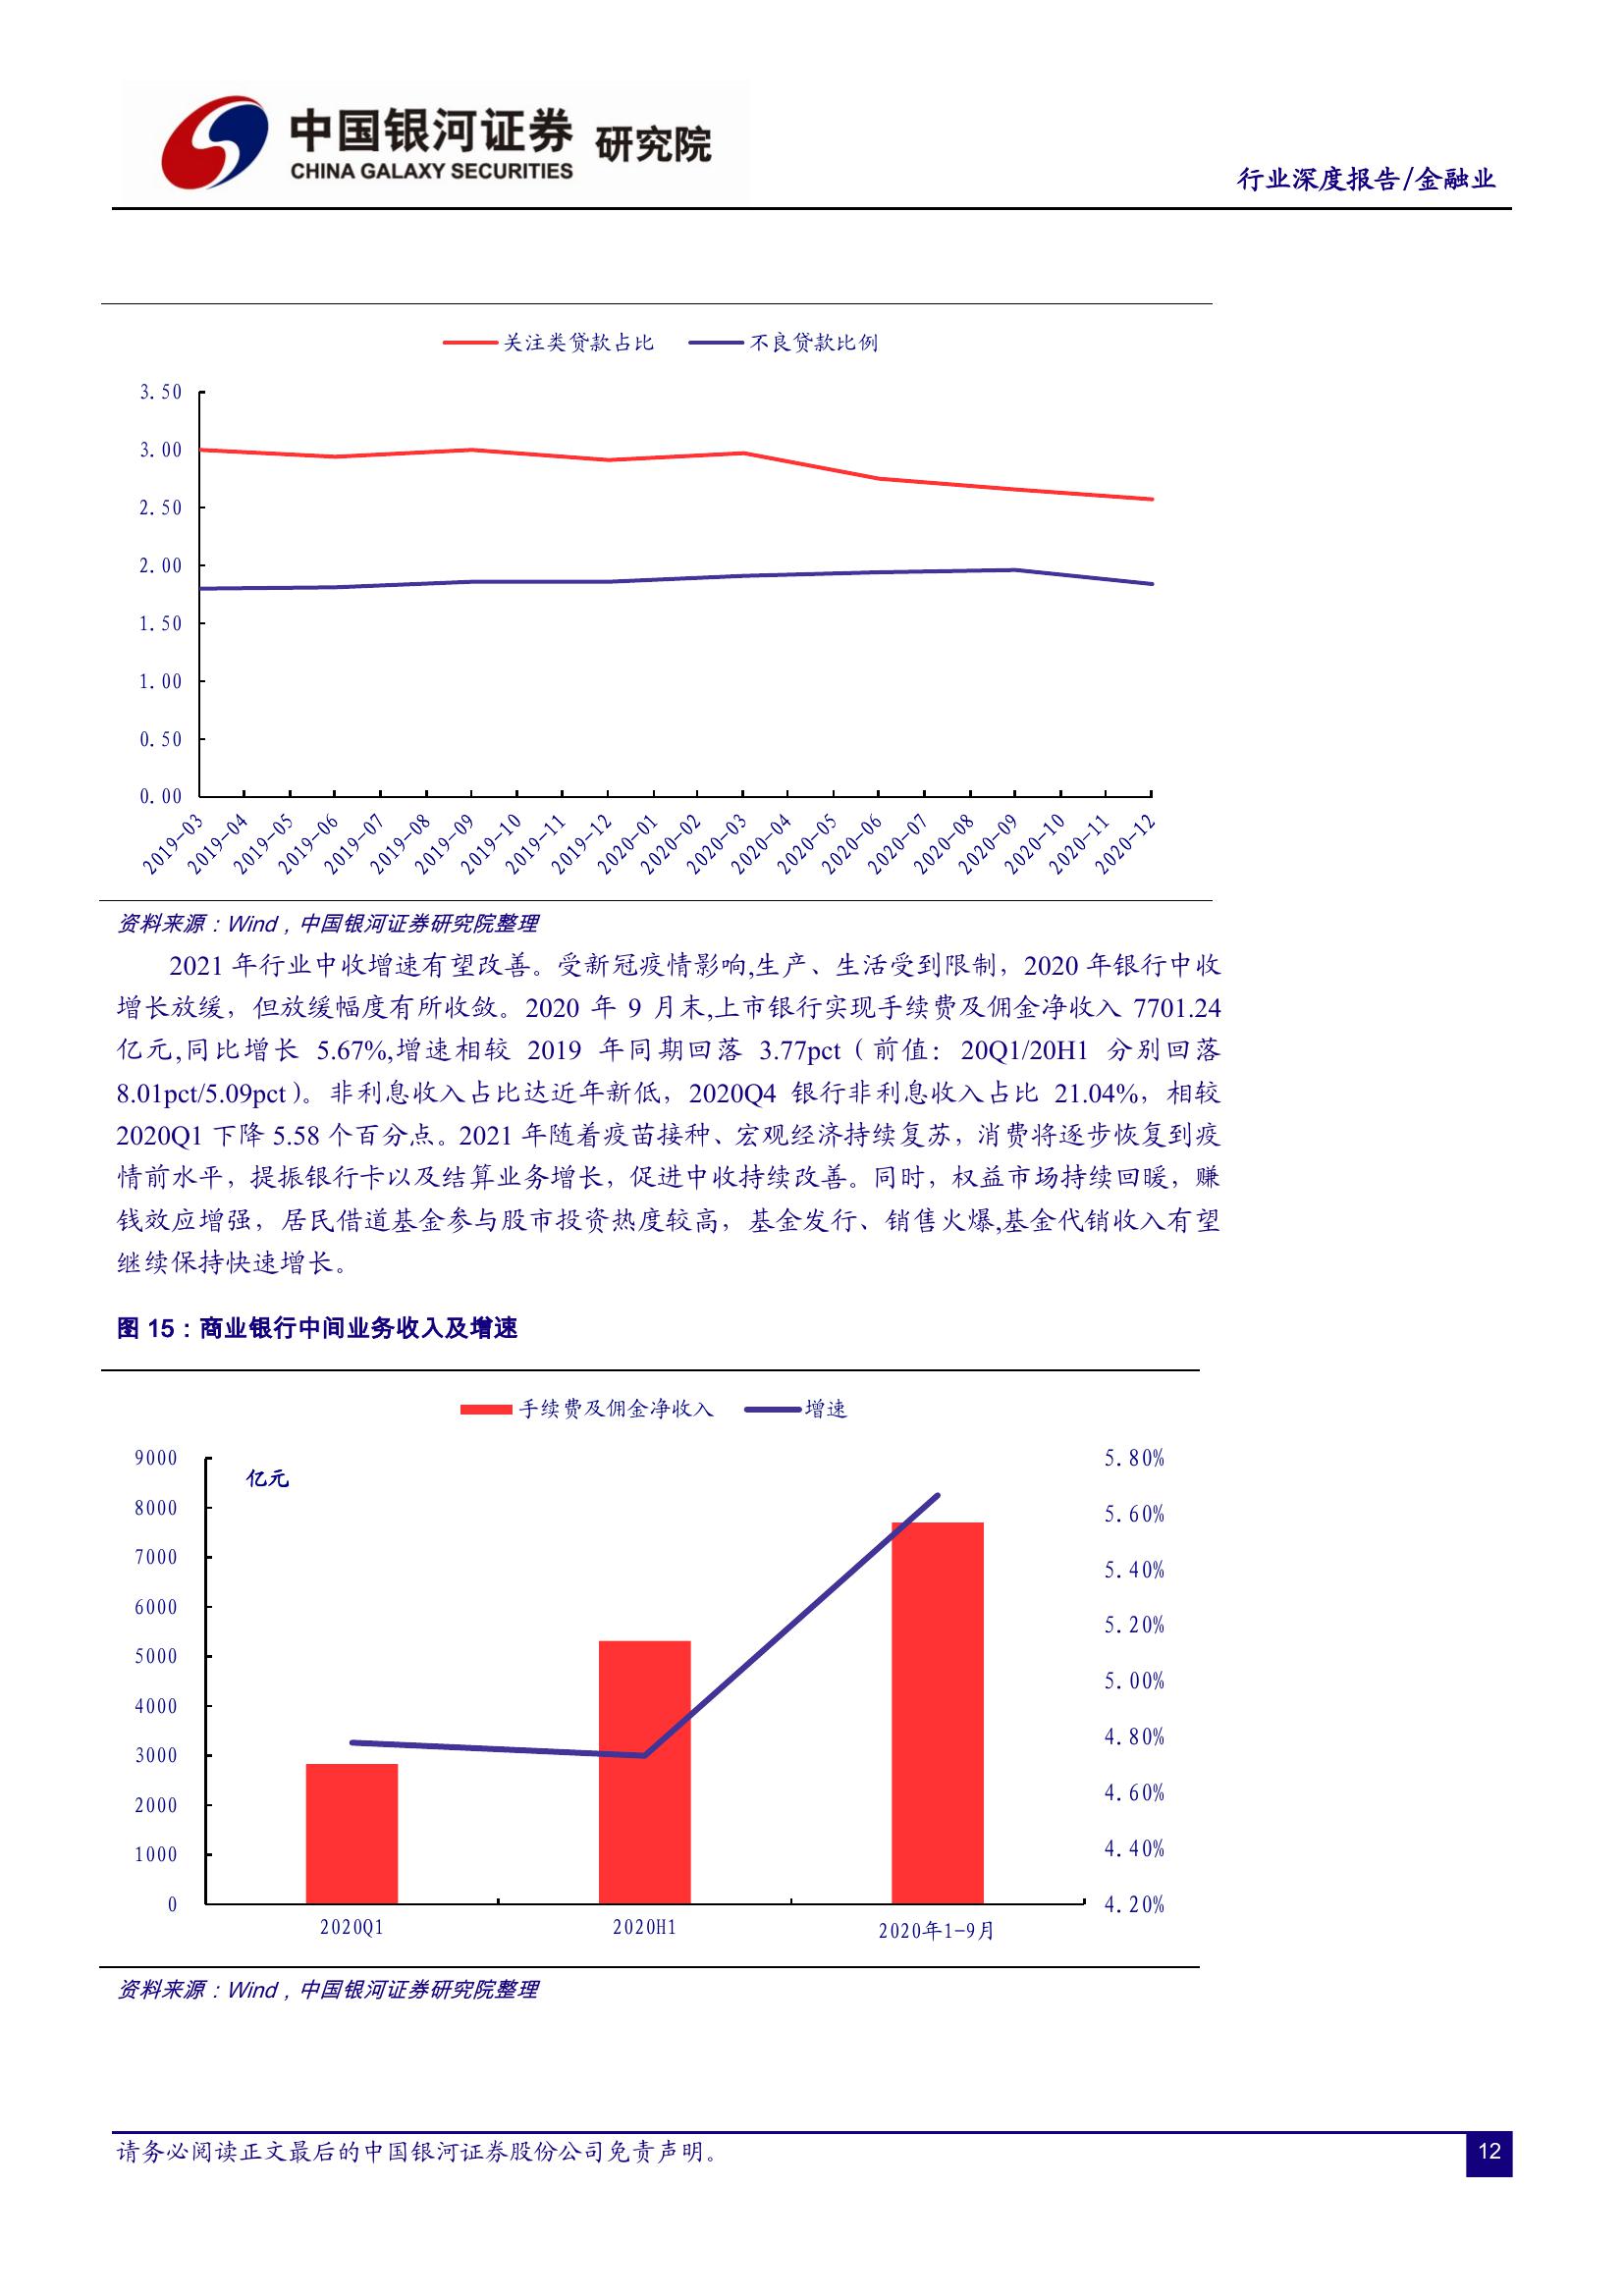 中国银河证券 研究院
CHINA GALAXY SECURITIES
行业深度报告/金融业
关注类贷款占比 不良贷款比例
3.50
3.00
2.50
2.00
1.50
1.00
0.50
0.00
2019-03 2019-04 2019-05 2019-06 2019-07 2019-08 2019-09 2019-10 2019-11 2019-12 2020-01 2020-02 2020-03 2020-04 2020-05 2020-06 2020-07 2020-08 2020-09 2020-10 2020-11 2020-12
资料来源：Wind，中国银河证券研究院整理
2021 年行业中收增速有望改善。受新冠疫情影响,生产、生活受到限制，2020 年银行中收
增长放缓，但放缓幅度有所收敛。2020 年 9 月末,上市银行实现手续费及佣金净收入 7701.24
亿元,同比增长 5.67%,增速相较 2019 年同期回落 3.77pct（前值：20Q1/20H1 分别回落
8.01pct/5.09pct）。非利息收入占比达近年新低，2020Q4 银行非利息收入占比 21.04%，相较
2020Q1 下降 5.58 个百分点。2021 年随着疫苗接种、宏观经济持续复苏，消费将逐步恢复到疫
情前水平，提振银行卡以及结算业务增长，促进中收持续改善。同时，权益市场持续回暖，赚
钱效应增强，居民借道基金参与股市投资热度较高，基金发行、销售火爆,基金代销收入有望
继续保持快速增长。
图 15：商业银行中间业务收入及增速
手续费及佣金净收入 增速
亿元
9000 5.80%
8000 5.60%
7000 5.40%
6000 5.20%
5000 5.00%
4000 4.80%
3000 4.60%
2000 4.40%
1000 4.20%
0
2020Q1 2020H1 2020年1-9月
资料来源：Wind，中国银河证券研究院整理
请务必阅读正文最后的中国银河证券股份公司免责声明。
12